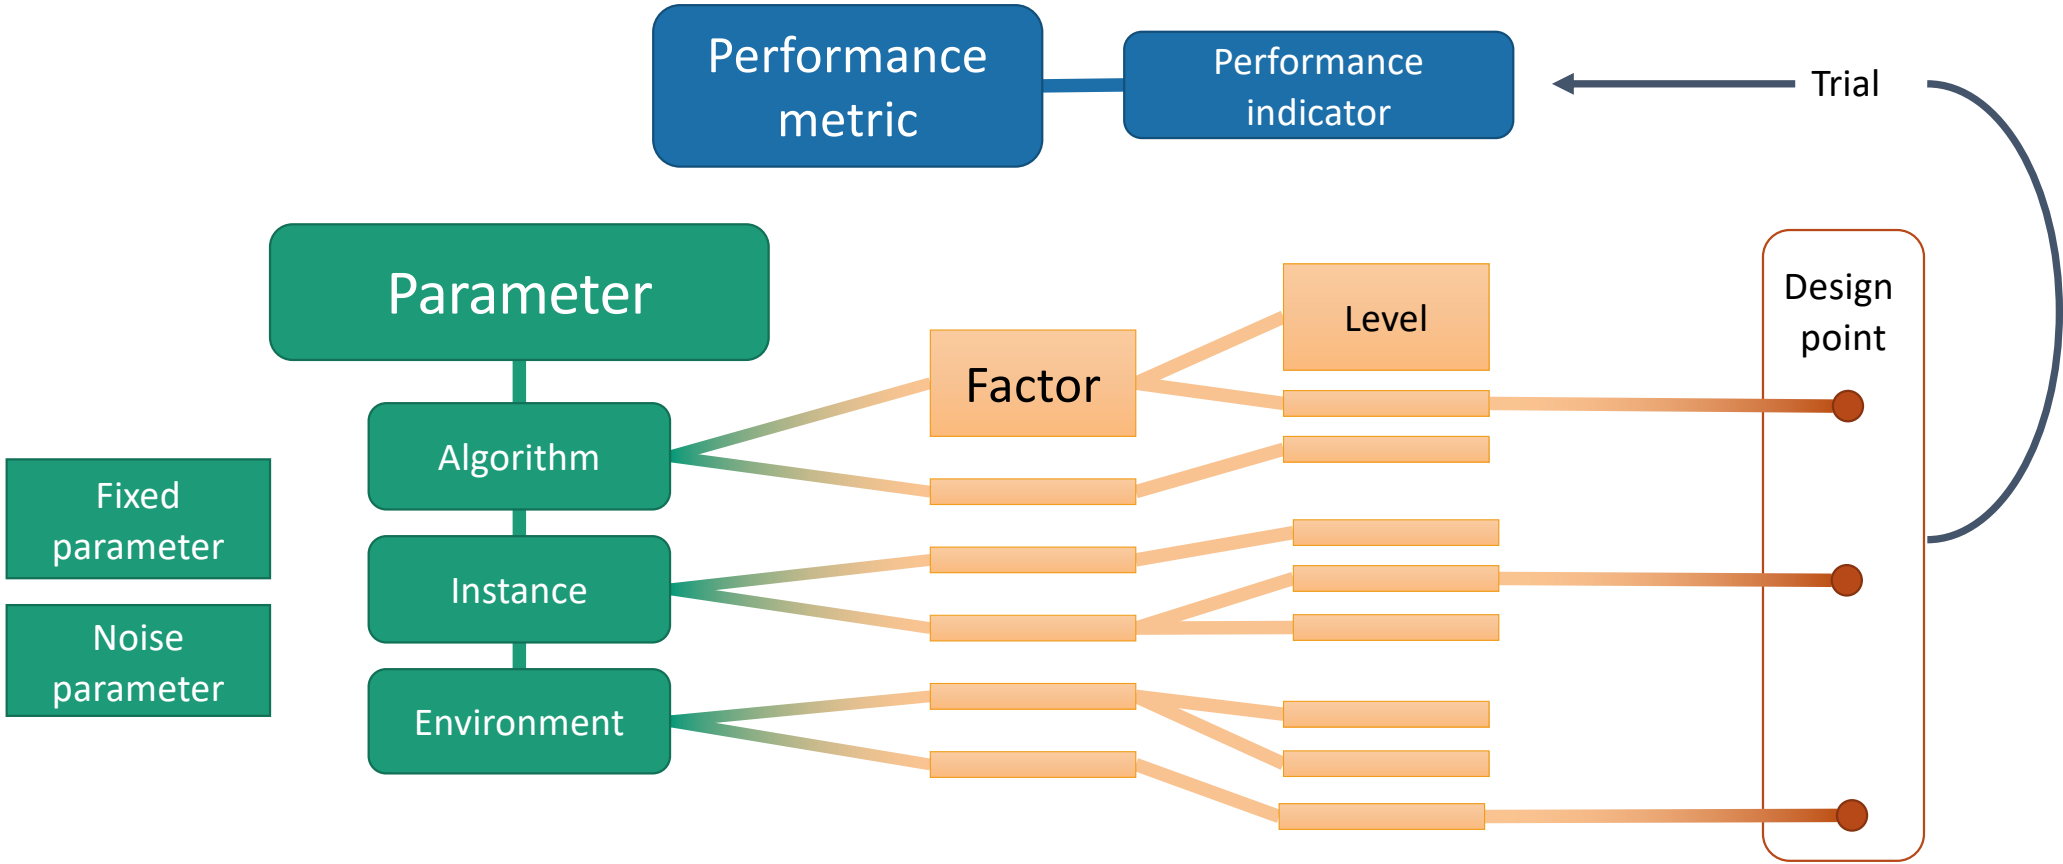 Performance
metric
Performance
indicator
Trial
Parameter
Factor
Level
Design
point
Algorithm
Instance
Environment
Fixed
parameter
Noise
parameter